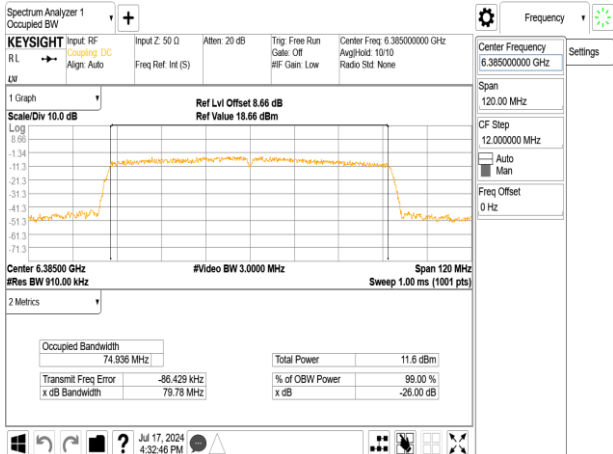 Spectrum Analyzer 1
Occupied BW
+
Frequency
Settings
KEYSIGHT
R L
LXI
Input: RF
Coupling: DC
Align: Auto
Input Z: 50 Ω
Freq Ref: Int (S)
Atten: 20 dB
Trig: Free Run
Gate: Off
#IF Gain: Low
Center Freq: 6.385000000 GHz
Avg|Hold: 10/10
Radio Std: None
Center Frequency
6.385000000 GHz
Span
120.00 MHz
CF Step
12.000000 MHz
Auto
Man
Freq Offset
0 Hz
1 Graph
Scale/Div 10.0 dB
Ref Lvl Offset 8.66 dB
Ref Value 18.66 dBm
Log
8.66
-1.34
-11.3
-21.3
-31.3
-41.3
-51.3
-61.3
-71.3
Center 6.38500 GHz
#Video BW 3.0000 MHz
Span 120 MHz
#Res BW 910.00 kHz
Sweep 1.00 ms (1001 pts)
2 Metrics
Occupied Bandwidth
74.936 MHz
Total Power 11.6 dBm
Transmit Freq Error -86.429 kHz
% of OBW Power 99.00 %
x dB Bandwidth 79.78 MHz
x dB -26.00 dB
?
Jul 17, 2024
4:32:46 PM